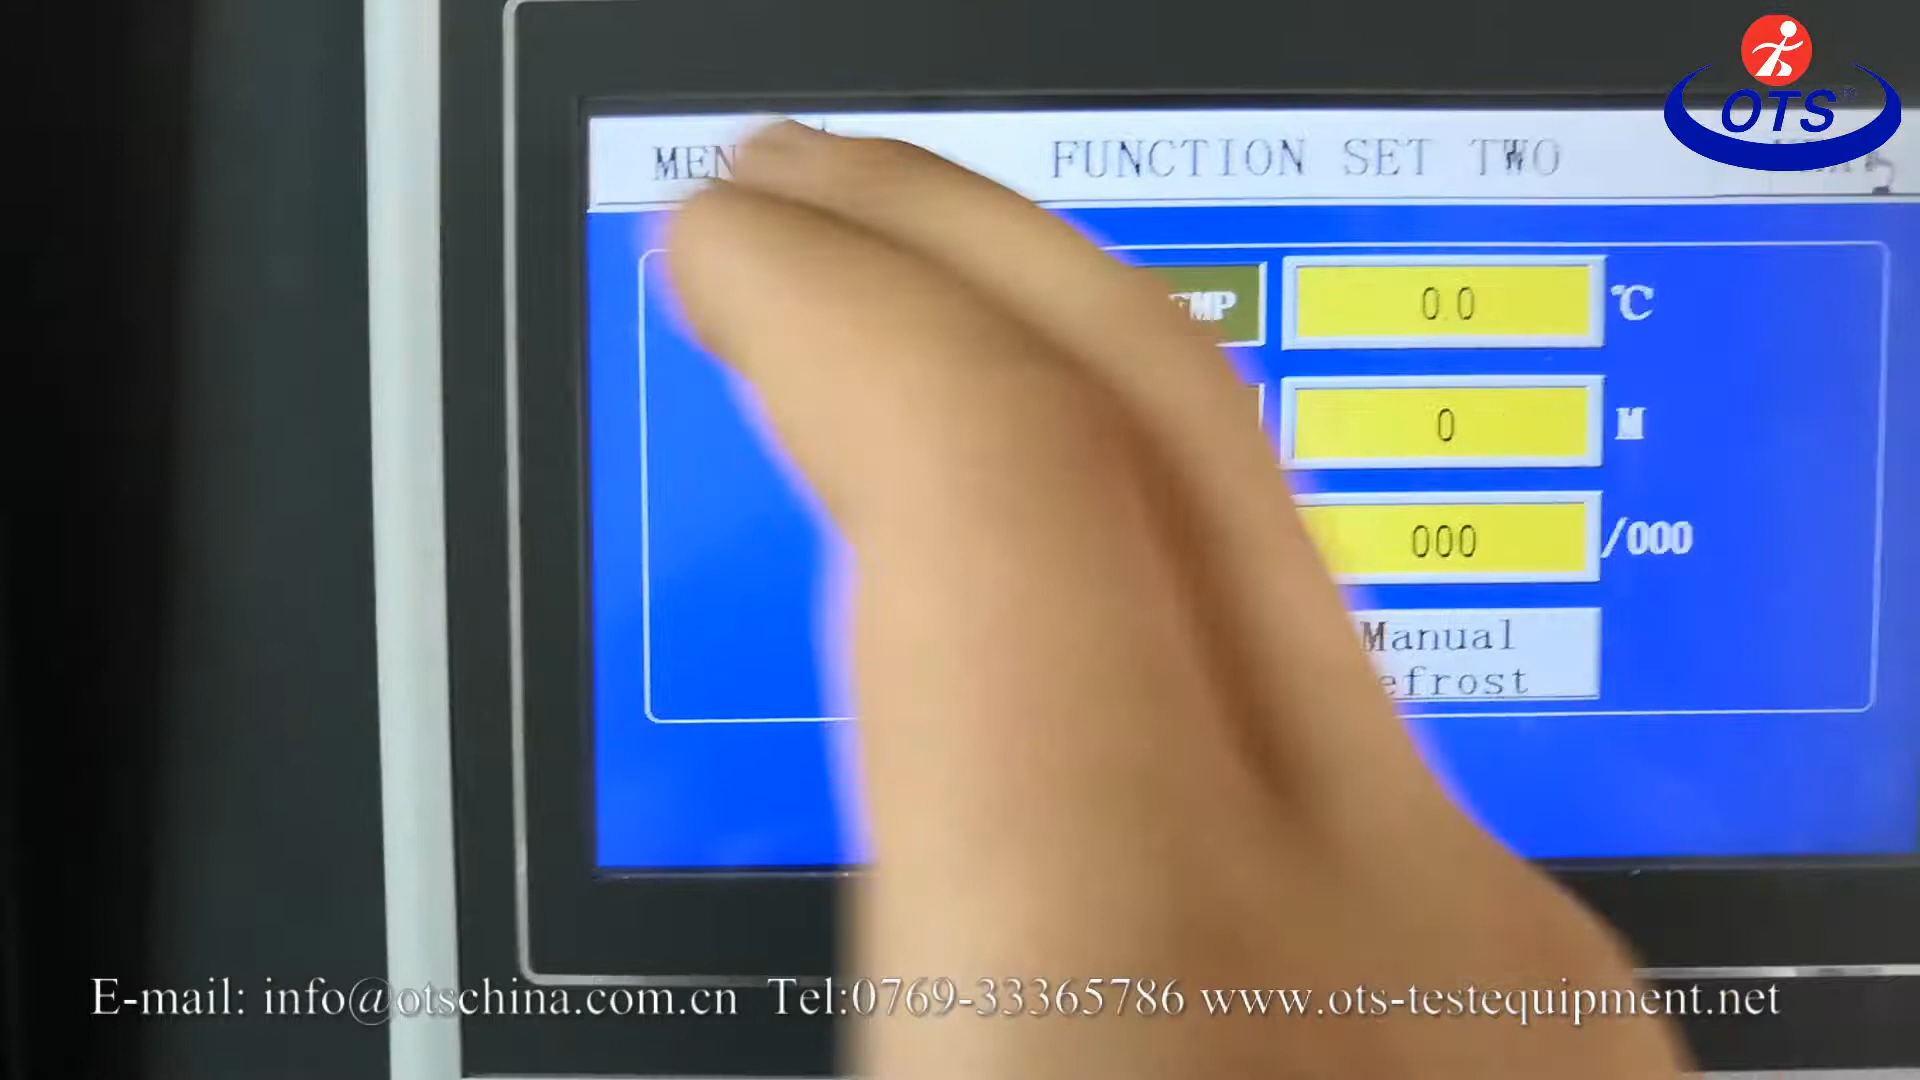 OTS®
MEN
FUNCTION SET TWO
EMP
0.0
℃
0
M
000
/000
Manual
efrost
E-mail: info@otschina.com.cn Tel:0769-33365786 www.ots-testequipment.net